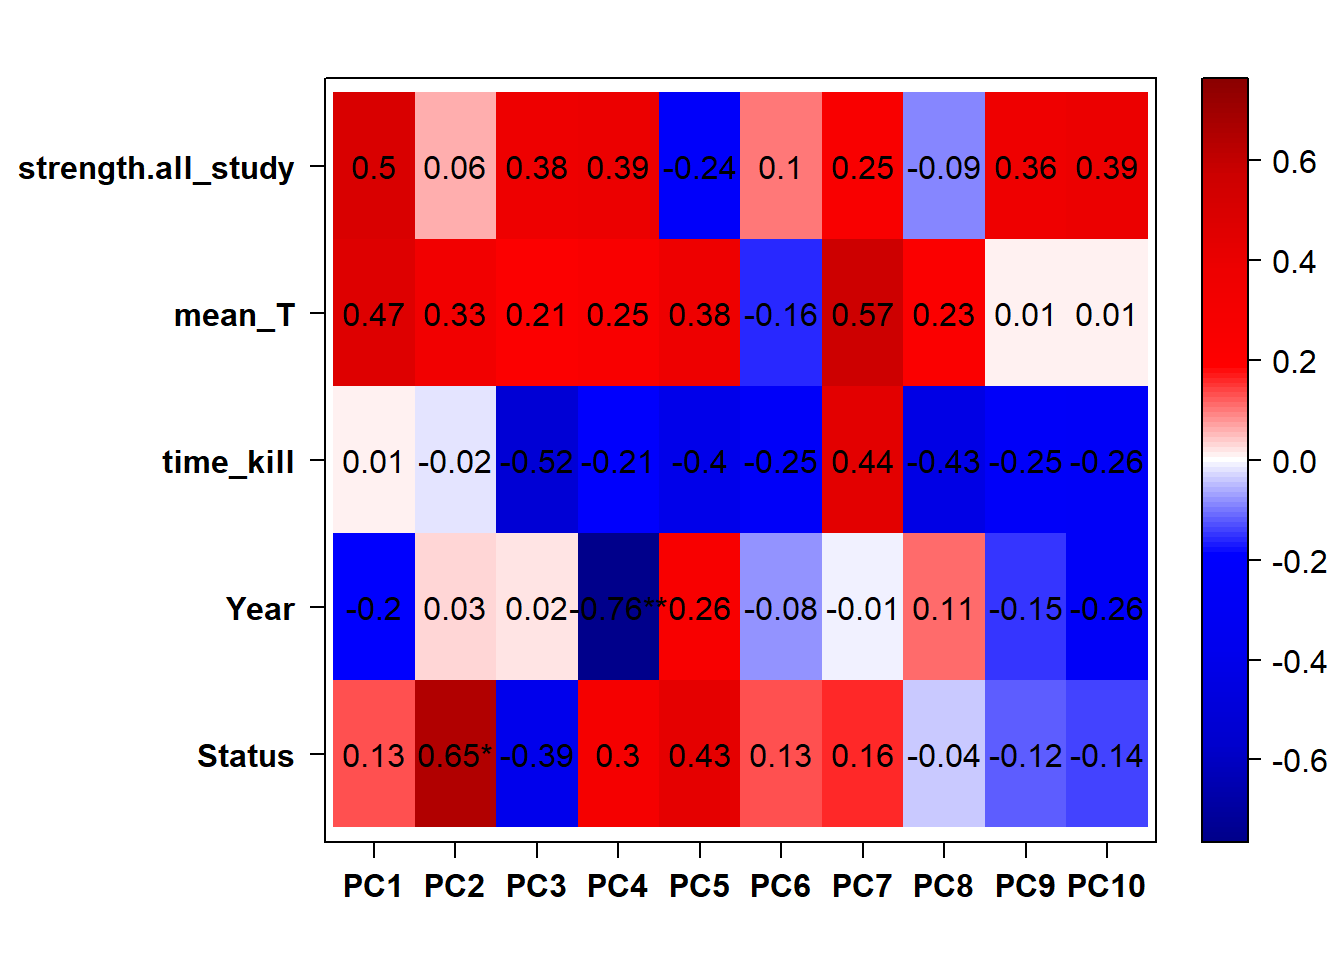 strength.all_study 0.5 0.06 0.38 0.39 -0.24 0.1 0.25 -0.09 0.36 0.39
mean_T 0.47 0.33 0.21 0.25 0.38 -0.16 0.57 0.23 0.01 0.01
time_kill 0.01 -0.02 -0.52 -0.21 -0.4 -0.25 0.44 -0.43 -0.25 -0.26
Year -0.2 0.03 0.02 -0.76** 0.26 -0.08 -0.01 0.11 -0.15 -0.26
Status 0.13 0.65* -0.39 0.3 0.43 0.13 0.16 -0.04 -0.12 -0.14
PC1 PC2 PC3 PC4 PC5 PC6 PC7 PC8 PC9 PC10
0.6
0.4
0.2
0.0
-0.2
-0.4
-0.6